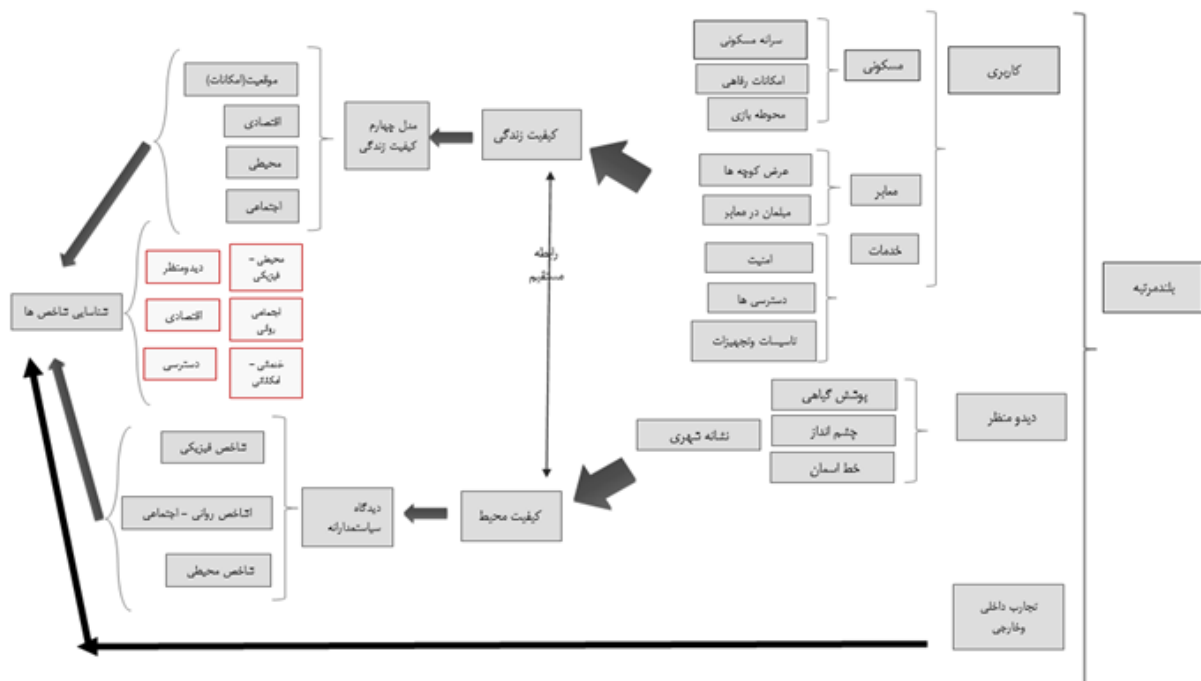 بلندمرتبه
کاربری
مسکونی
سرانه مسکونی
امکانات رفاهی
محوطه بازی
معابر
عرض کوچه ها
مبلمان در معابر
خدمات
امنیت
دسترسی ها
تاسیسات وتجهیزات
دیدو منظر
پوشش گیاهی
چشم انداز
خط اسمان
نشانه شهری
تجارب داخلی
وخارجی
کیفیت زندگی
رابطه
مستقیم
کیفیت محیط
مدل چهارم
کیفیت زندگی
موقعیت(امکانات)
اقتصادی
محیطی
اجتماعی
دیدگاه
سیاستمدارانه
شاخص فیزیکی
اشاخص روانی - اجتماعی
شاخص محیطی
محیطی -
فیزیکی
دیدومنظر
اجتماعی
روانی
اقتصادی
خدماتی -
امکاناتی
دسترسی
شناسایی شاخص ها